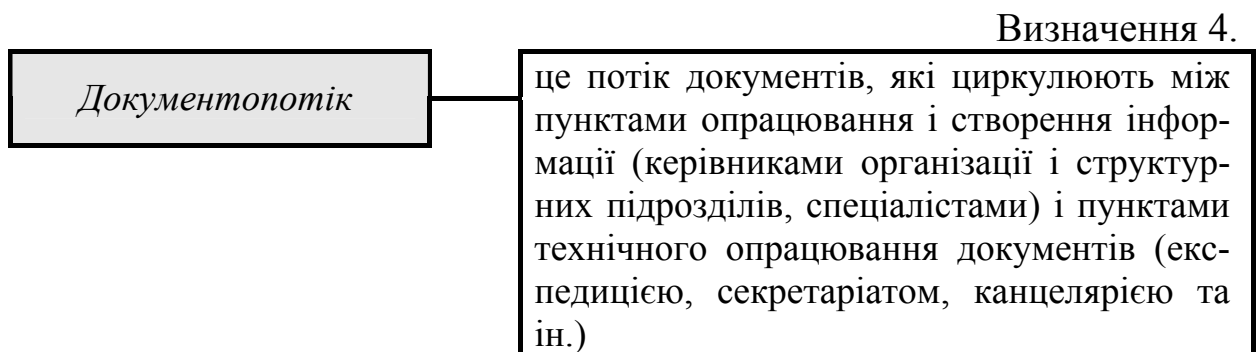 Визначення 4.
Документопотік
це потік документів, які циркулюють між
пунктами опрацювання і створення інфор-
мації (керівниками організації і структур-
них підрозділів, спеціалістами) і пунктами
технічного опрацювання документів (екс-
педицією, секретаріатом, канцелярією та
ін.)